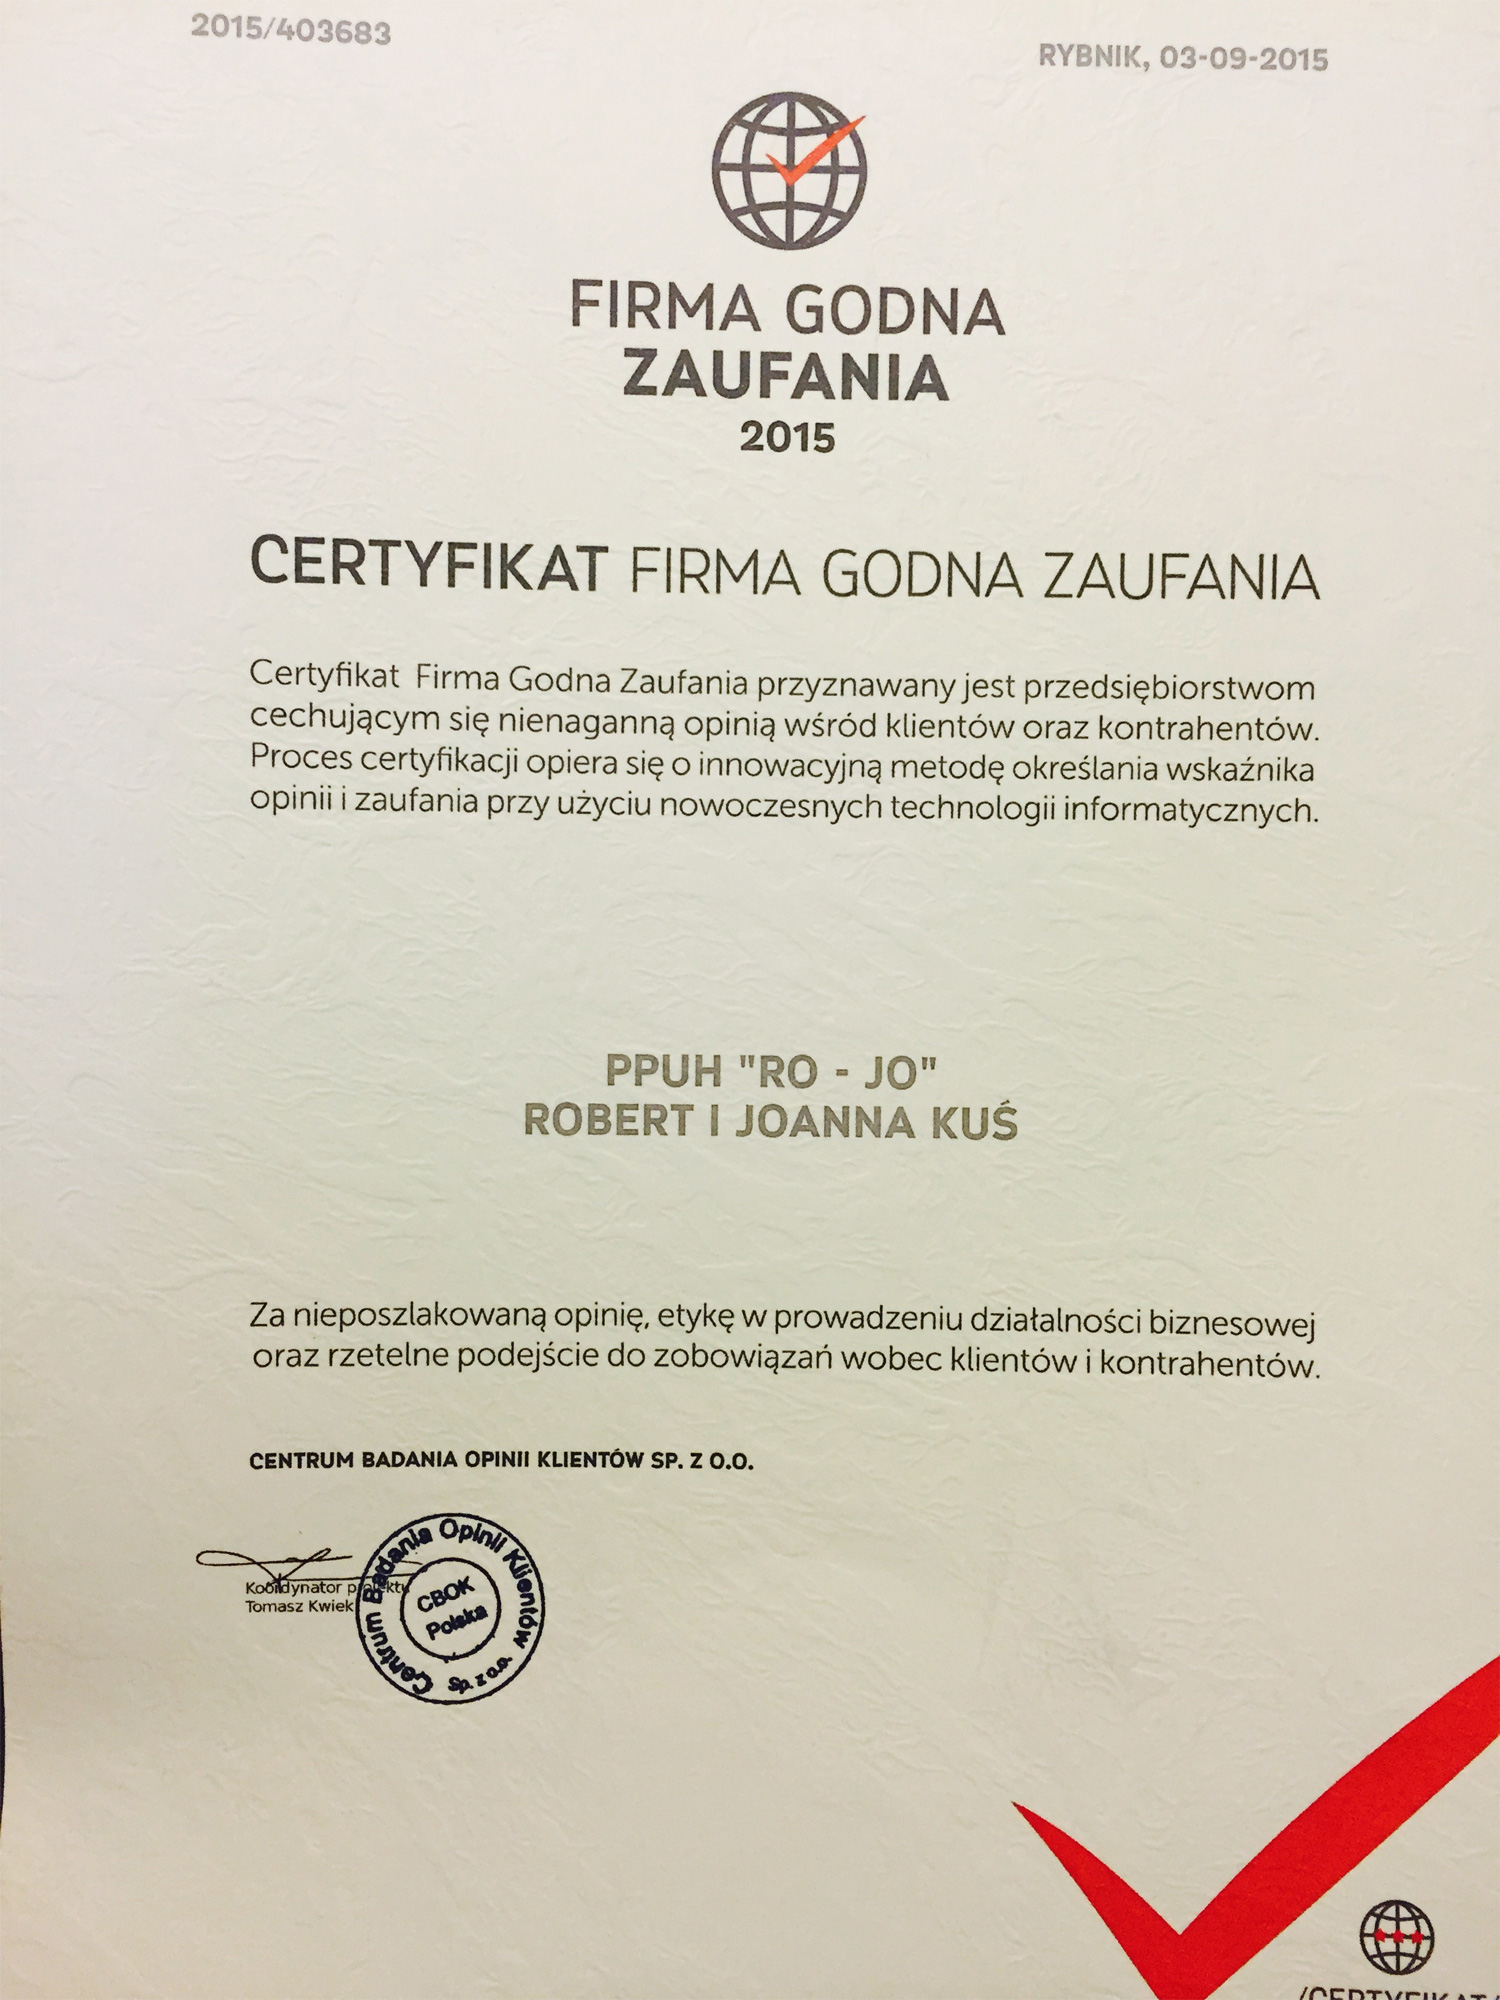 2015/403683
RYBNIK, 03-09-2015
FIRMA GODNA
ZAUFANIA
2015
CERTYFIKAT FIRMA GODNA ZAUFANIA
Certyfikat Firma Godna Zaufania przyznawany jest przedsiębiorstwom
cechującym się nienaganną opinią wśród klientów oraz kontrahentów.
Proces certyfikacji opiera się o innowacyjną metodę określania wskaźnika
opinii i zaufania przy użyciu nowoczesnych technologii informatycznych.
PPUH "RO - JO"
ROBERT I JOANNA KUŚ
Za nieposzlakowaną opinię, etykę w prowadzeniu działalności biznesowej
oraz rzetelne podejście do zobowiązań wobec klientów i kontrahentów.
CENTRUM BADANIA OPINII KLIENTÓW SP. Z O.O.
Koordynator projektu
Tomasz Kwiek
Centrum Badania Opinii Klientów Sp. z o.o.
CBOK
Polska
/CERTYFIKAT/